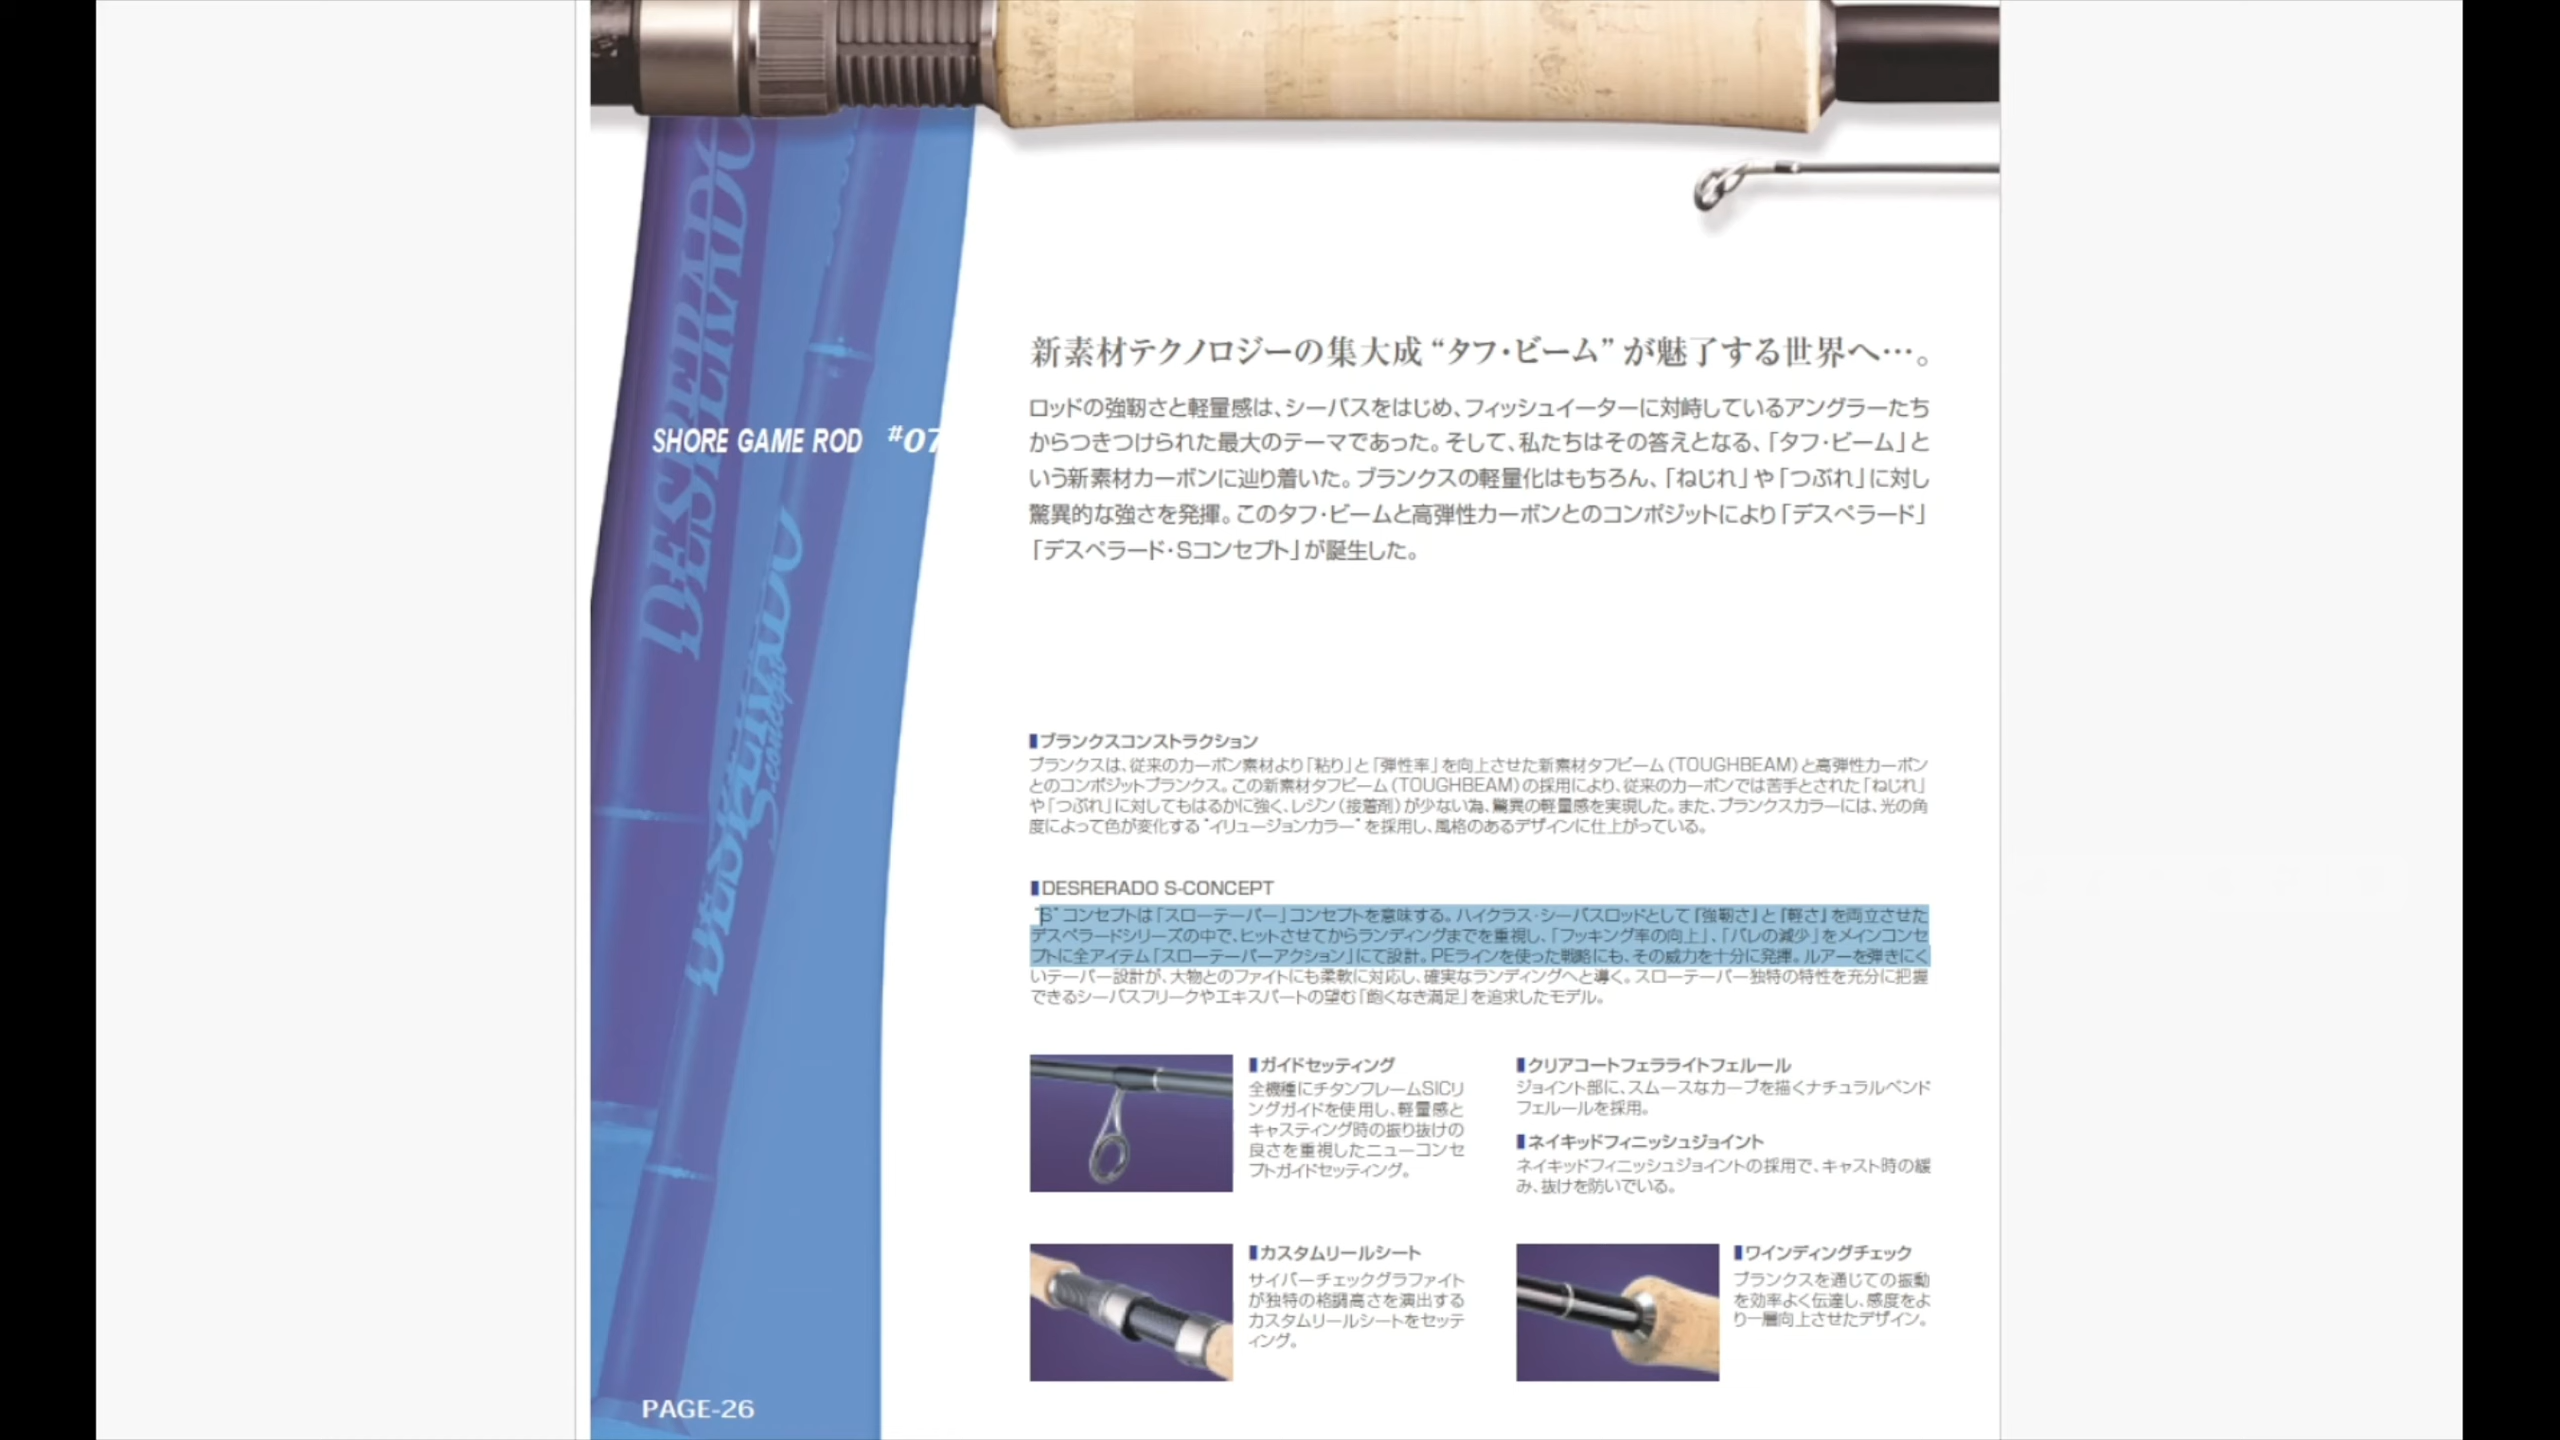 DESPERADO
DESPERADO
S-concept
SHORE GAME ROD #07
新素材テクノロジーの集大成“タフ・ビーム”が魅了する世界へ…。
ロッドの強靭さと軽量感は、シーバスをはじめ、フィッシュイーターに対峙しているアングラーたち
からつきつけられた最大のテーマであった。そして、私たちはその答えとなる、「タフ・ビーム」と
いう新素材カーボンに辿り着いた。ブランクスの軽量化はもちろん、「ねじれ」や「つぶれ」に対し
驚異的な強さを発揮。このタフ・ビームと高弾性カーボンとのコンポジットにより「デスペラード」
「デスペラード・Sコンセプト」が誕生した。
ブランクスコンストラクション
ブランクスは、従来のカーボン素材より「粘り」と「弾性率」を向上させた新素材タフビーム(TOUGHBEAM)と高弾性カーボン
とのコンポジットブランクス。この新素材タフビーム(TOUGHBEAM)の採用により、従来のカーボンでは苦手とされた「ねじれ」
や「つぶれ」に対してもはるかに強く、レジン(接着剤)が少ない為、驚異の軽量感を実現した。また、ブランクスカラーには、光の角
度によって色が変化する“イリュージョンカラー”を採用し、風格のあるデザインに仕上がっている。
DESRERADO S-CONCEPT
“S”コンセプトは「スローテーパー」コンセプトを意味する。ハイクラス・シーバスロッドとして『強靭さ』と『軽さ』を両立させた
デスペラードシリーズの中で、ヒットさせてからランディングまでを重視し、「フッキング率の向上」、「バレの減少」をメインコンセ
プトに全アイテム「スローテーパーアクション」にて設計。PEラインを使った戦略にも、その威力を十分に発揮。ルアーを弾きにく
いテーパー設計が、大物とのファイトにも柔軟に対応し、確実なランディングへと導く。スローテーパー独特の特性を充分に把握
できるシーバスフリークやエキスパートの望む「飽くなき満足」を追求したモデル。
ガイドセッティング
全機種にチタンフレームSICリ
ングガイドを使用し、軽量感と
キャスティング時の振り抜けの
良さを重視したニューコンセ
プトガイドセッティング。
クリアコートフェラライトフェルール
ジョイント部に、スムースなカーブを描くナチュラルベンド
フェルールを採用。
ネイキッドフィニッシュジョイント
ネイキッドフィニッシュジョイントの採用で、キャスト時の緩
み、抜けを防いでいる。
カスタムリールシート
サイバーチェックグラファイト
が独特の格調高さを演出する
カスタムリールシートをセッテ
ィング。
ワインディングチェック
ブランクスを通じての振動
を効率よく伝達し、感度をよ
り一層向上させたデザイン。
PAGE-26